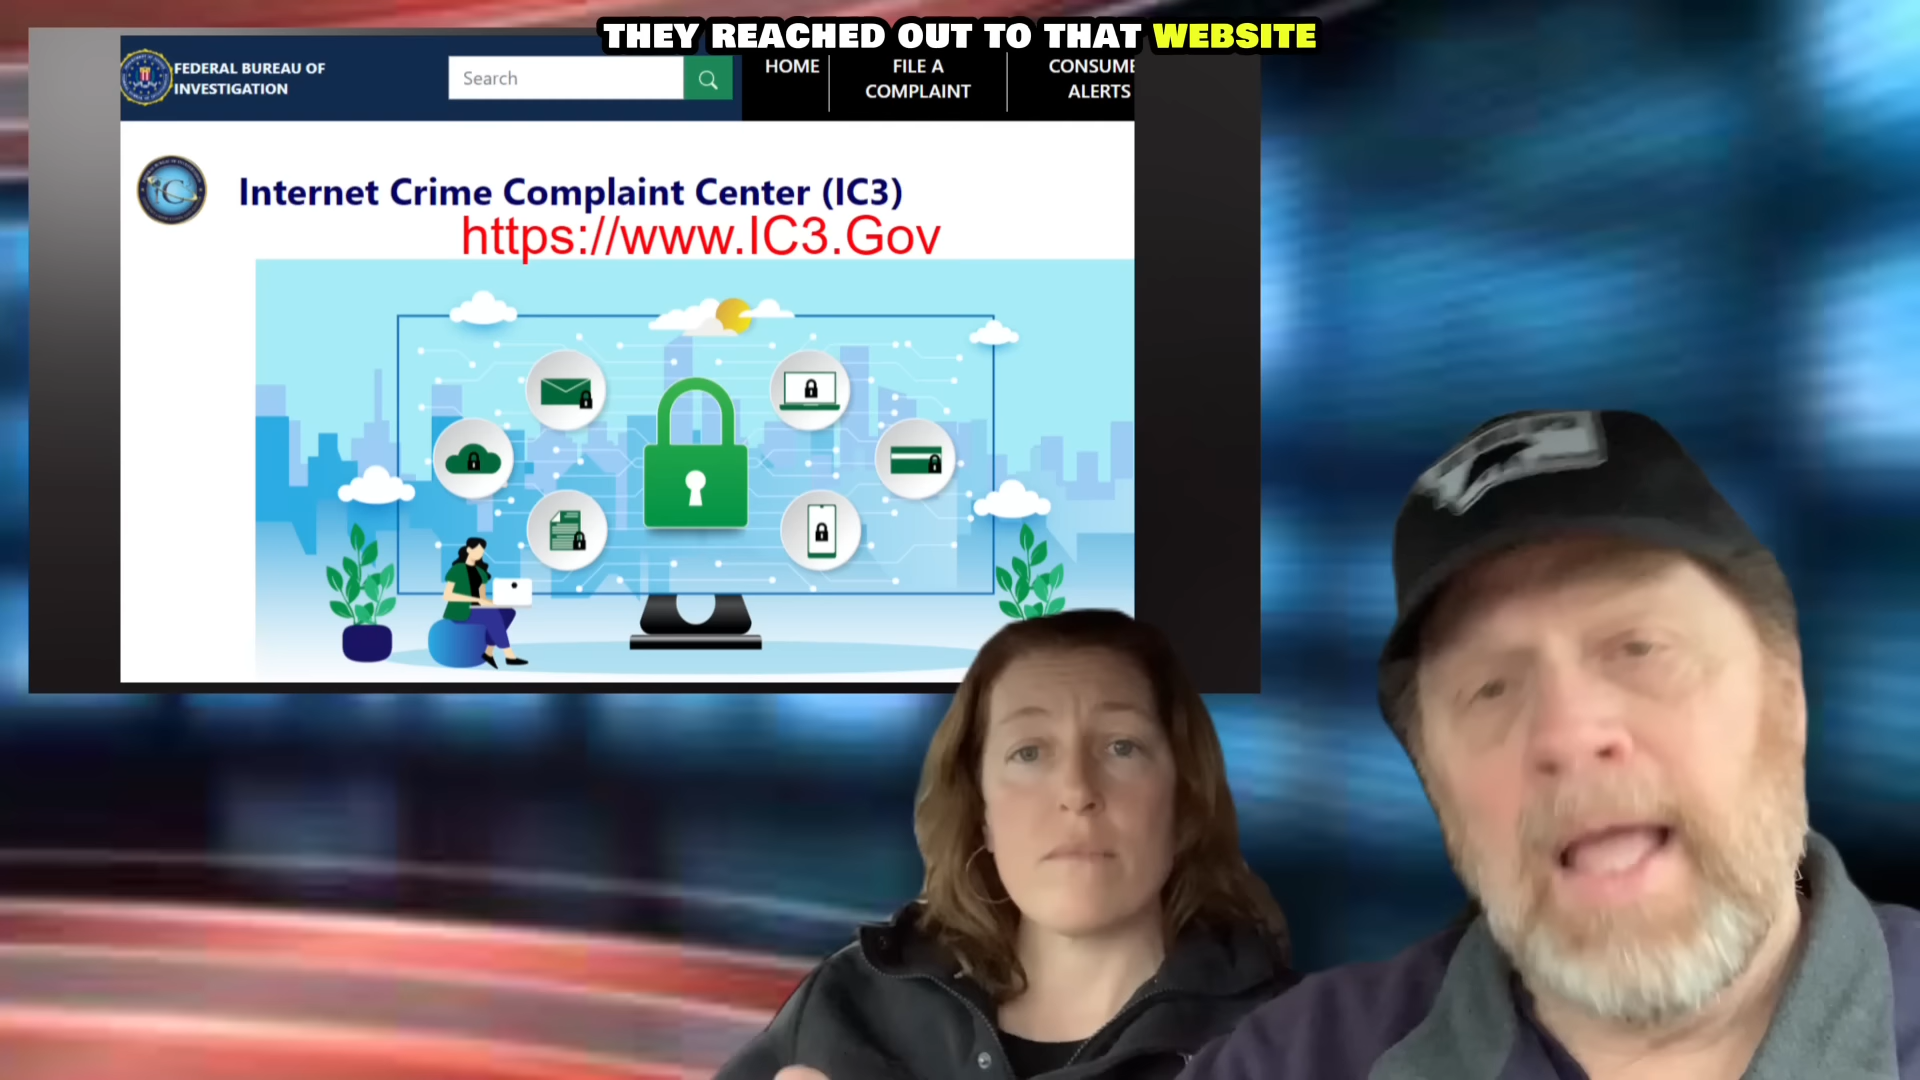 THEY REACHED OUT TO THAT WEBSITE
FEDERAL BUREAU OF
INVESTIGATION
Search
HOME
FILE A
COMPLAINT
CONSUME
ALERTS
Internet Crime Complaint Center (IC3)
https://www.IC3.Gov